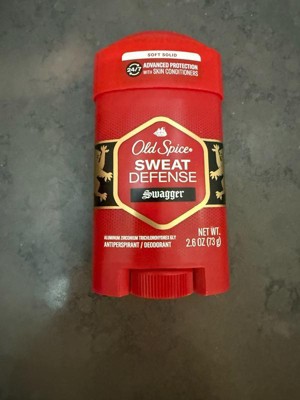 SOFT SOLID
24/7
ADVANCED PROTECTION
WITH SKIN CONDITIONERS
Old Spice
SWEAT
DEFENSE
Swagger
NET WT.
2.6 OZ (73 g)
ALUMINUM ZIRCONIUM TRICHLOROHYDREX GLY
ANTIPERSPIRANT / DEODORANT